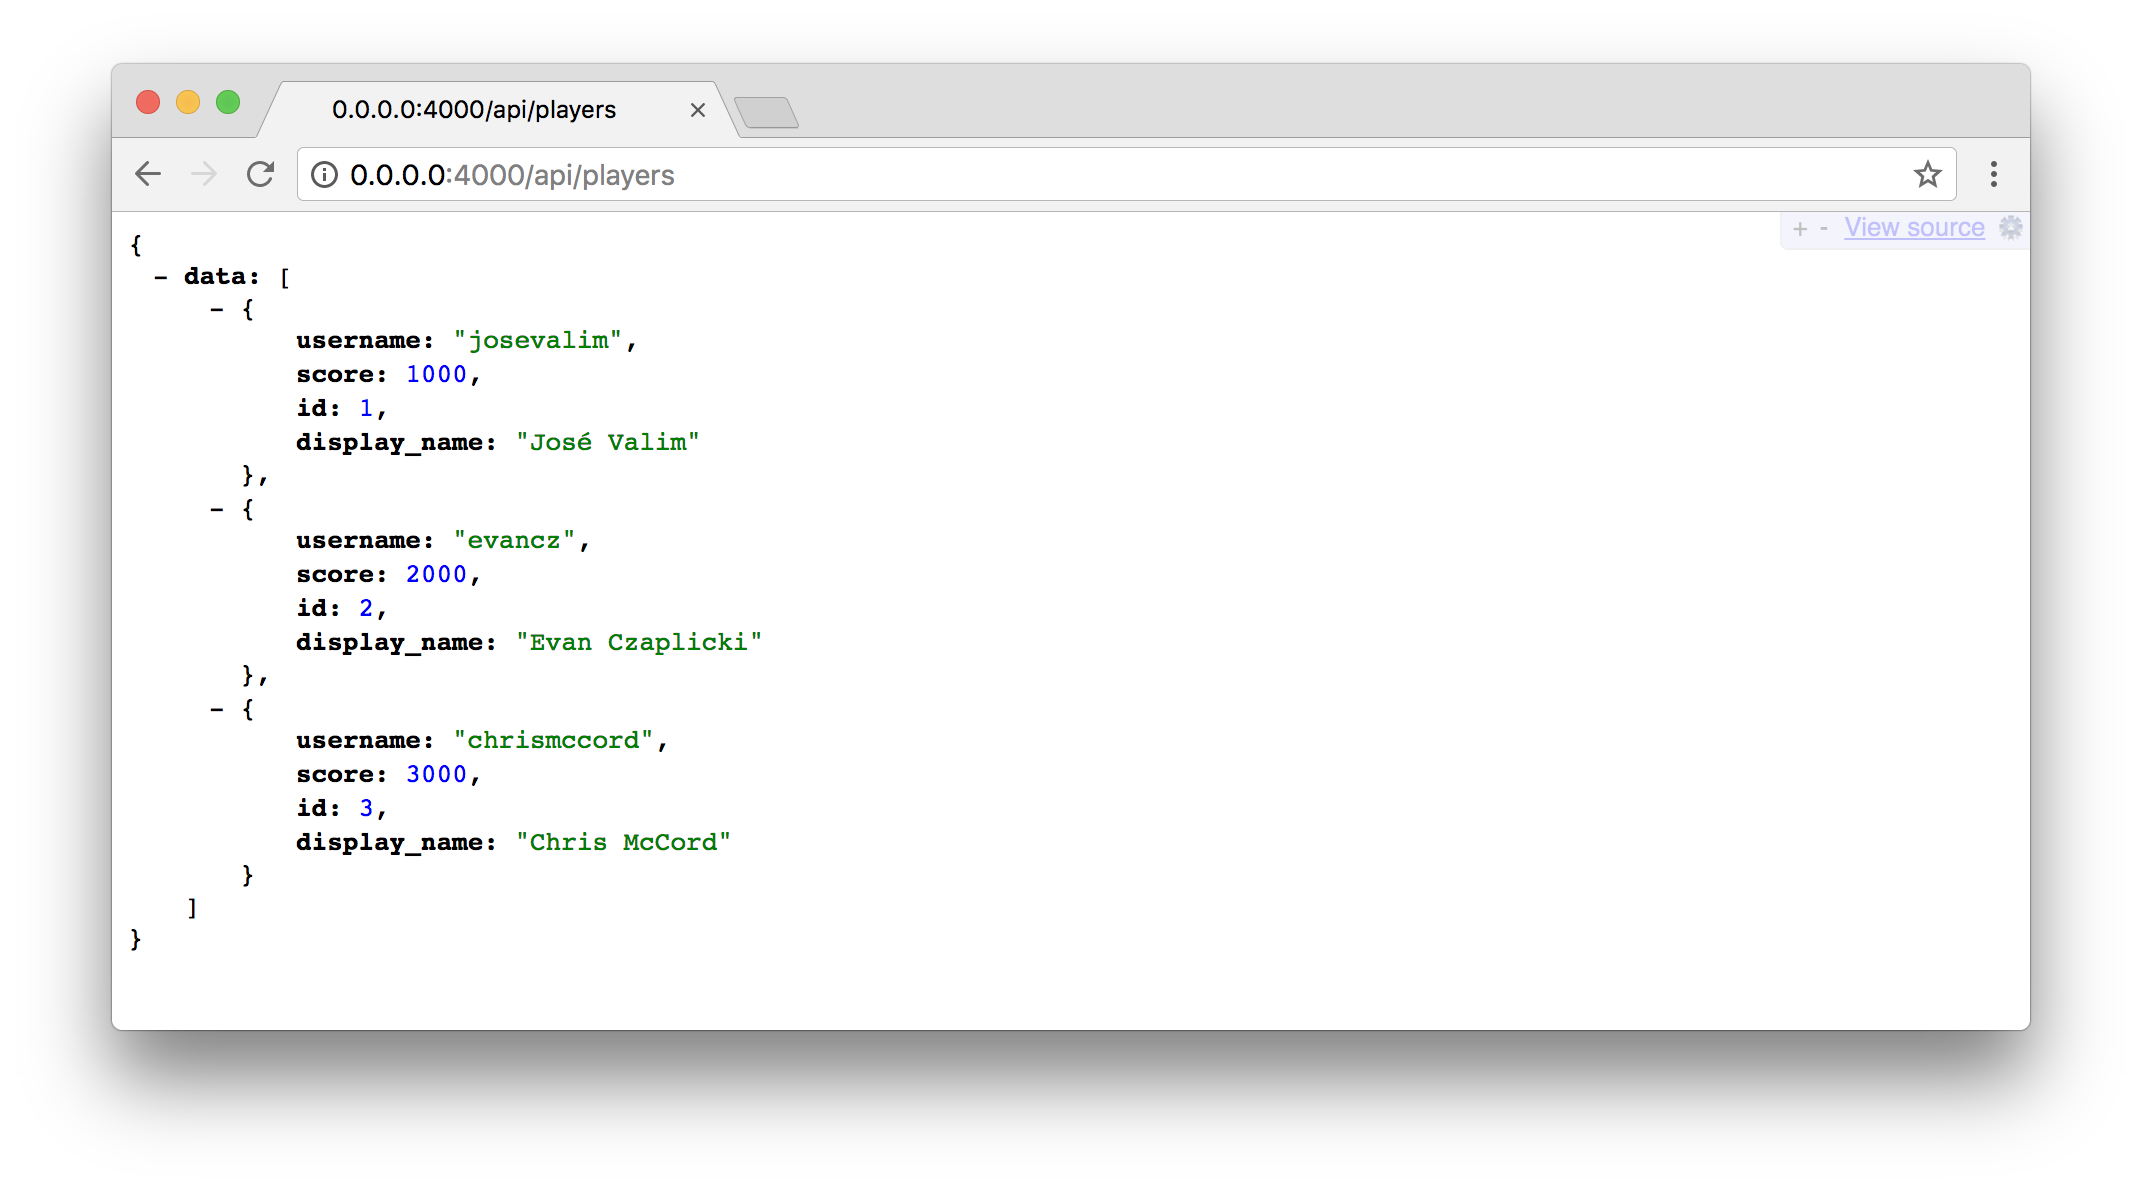 0.0.0.0:4000/api/players
0.0.0.0:4000/api/players
+ - View source
{
- data: [
- {
username: "josevalim",
score: 1000,
id: 1,
display_name: "José Valim"
},
- {
username: "evancz",
score: 2000,
id: 2,
display_name: "Evan Czaplicki"
},
- {
username: "chrismccord",
score: 3000,
id: 3,
display_name: "Chris McCord"
}
]
}